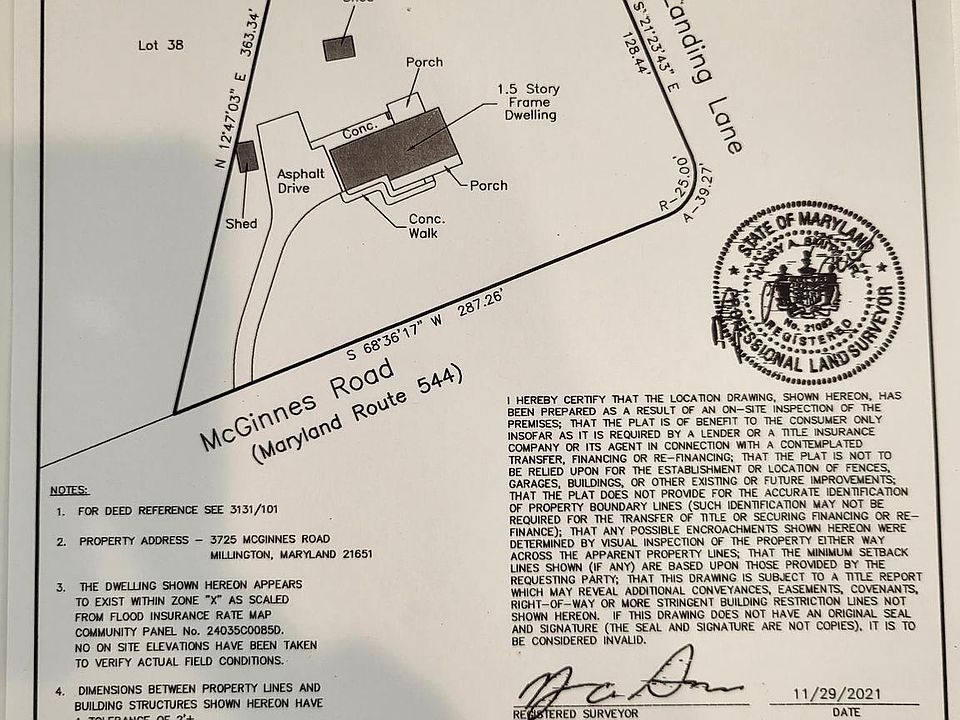 Shed
Lot 38
N 12°47'03" E 363.34'
Porch
1.5 Story
Frame
Dwelling
Conc.
Asphalt
Drive
Porch
Shed
Conc.
Walk
S 21°23'43" E
128.44'
Landing Lane
R-25.00'
A-39.27'
S 68°36'17" W 287.26'
McGinnes Road
(Maryland Route 544)
STATE OF MARYLAND
HARRY A. SMITH
No. 21082
REGISTERED
PROFESSIONAL LAND SURVEYOR
I HEREBY CERTIFY THAT THE LOCATION DRAWING, SHOWN HEREON, HAS
BEEN PREPARED AS A RESULT OF AN ON-SITE INSPECTION OF THE
PREMISES; THAT THE PLAT IS OF BENEFIT TO THE CONSUMER ONLY
INSOFAR AS IT IS REQUIRED BY A LENDER OR A TITLE INSURANCE
COMPANY OR ITS AGENT IN CONNECTION WITH A CONTEMPLATED
TRANSFER, FINANCING OR RE-FINANCING; THAT THE PLAT IS NOT TO
BE RELIED UPON FOR THE ESTABLISHMENT OR LOCATION OF FENCES,
GARAGES, BUILDINGS, OR OTHER EXISTING OR FUTURE IMPROVEMENTS;
THAT THE PLAT DOES NOT PROVIDE FOR THE ACCURATE IDENTIFICATION
OF PROPERTY BOUNDARY LINES (SUCH IDENTIFICATION MAY NOT BE
REQUIRED FOR THE TRANSFER OF TITLE OR SECURING FINANCING OR RE-
FINANCE); THAT ANY POSSIBLE ENCROACHMENTS SHOWN HEREON WERE
DETERMINED BY VISUAL INSPECTION OF THE PROPERTY EITHER WAY
ACROSS THE APPARENT PROPERTY LINES; THAT THE MINIMUM SETBACK
LINES SHOWN (IF ANY) ARE BASED UPON THOSE PROVIDED BY THE
REQUESTING PARTY; THAT THIS DRAWING IS SUBJECT TO A TITLE REPORT
WHICH MAY REVEAL ADDITIONAL CONVEYANCES, EASEMENTS, COVENANTS,
RIGHT-OF-WAY OR MORE STRINGENT BUILDING RESTRICTION LINES NOT
SHOWN HEREON. IF THIS DRAWING DOES NOT HAVE AN ORIGINAL SEAL
AND SIGNATURE (THE SEAL AND SIGNATURE ARE NOT COPIES), IT IS TO
BE CONSIDERED INVALID.
NOTES:
1. FOR DEED REFERENCE SEE 3131/101
2. PROPERTY ADDRESS - 3725 MCGINNES ROAD
MILLINGTON, MARYLAND 21651
3. THE DWELLING SHOWN HEREON APPEARS
TO EXIST WITHIN ZONE "X" AS SCALED
FROM FLOOD INSURANCE RATE MAP
COMMUNITY PANEL No. 24035C0085D.
NO ON SITE ELEVATIONS HAVE BEEN TAKEN
TO VERIFY ACTUAL FIELD CONDITIONS.
4. DIMENSIONS BETWEEN PROPERTY LINES AND
BUILDING STRUCTURES SHOWN HEREON HAVE
A TOLERANCE OF 2'±
11/29/2021
REGISTERED SURVEYOR
DATE